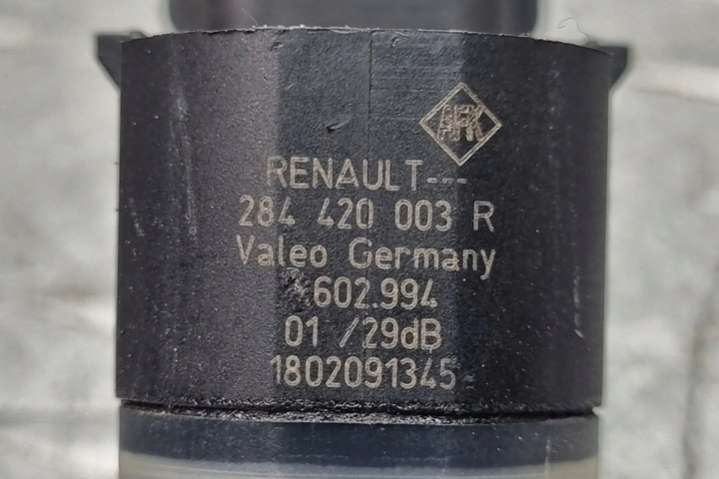 AFK
RENAULT---
284 420 003 R
Valeo Germany
602.994
01 /29dB
1802091345